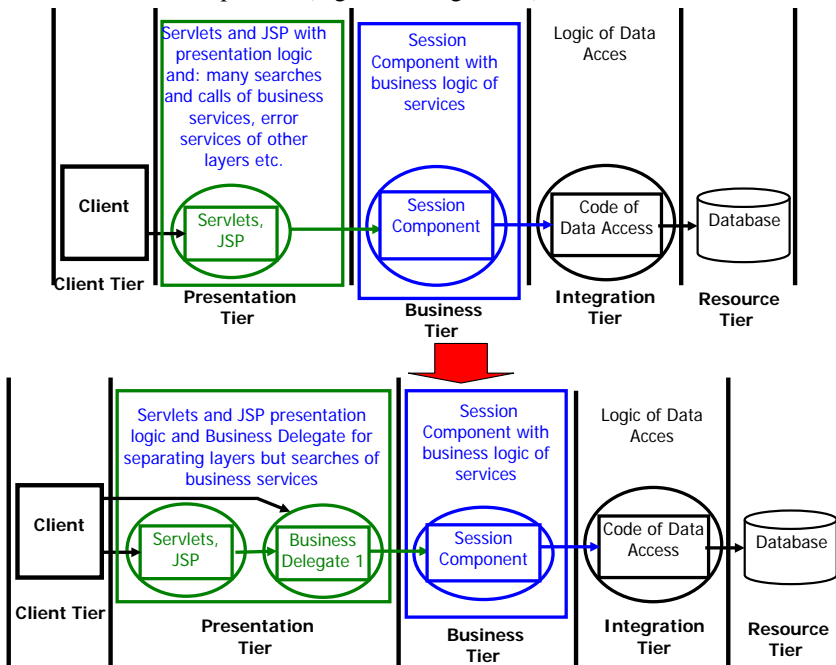 Servlets and JSP with
presentation logic
and: many searches
and calls of business
services, error
services of other
layers etc.
Session
Component with
business logic of
services
Logic of Data
Acces
Client
Servlets,
JSP
Session
Component
Code of
Data Access
Database
Client Tier
Presentation
Tier
Business
Tier
Integration
Tier
Resource
Tier
Servlets and JSP presentation
logic and Business Delegate for
separating layers but searches of
business services
Session
Component with
business logic of
services
Logic of Data
Acces
Client
Servlets,
JSP
Business
Delegate 1
Session
Component
Code of Data
Access
Database
Client Tier
Presentation
Tier
Business
Tier
Integration
Tier
Resource
Tier